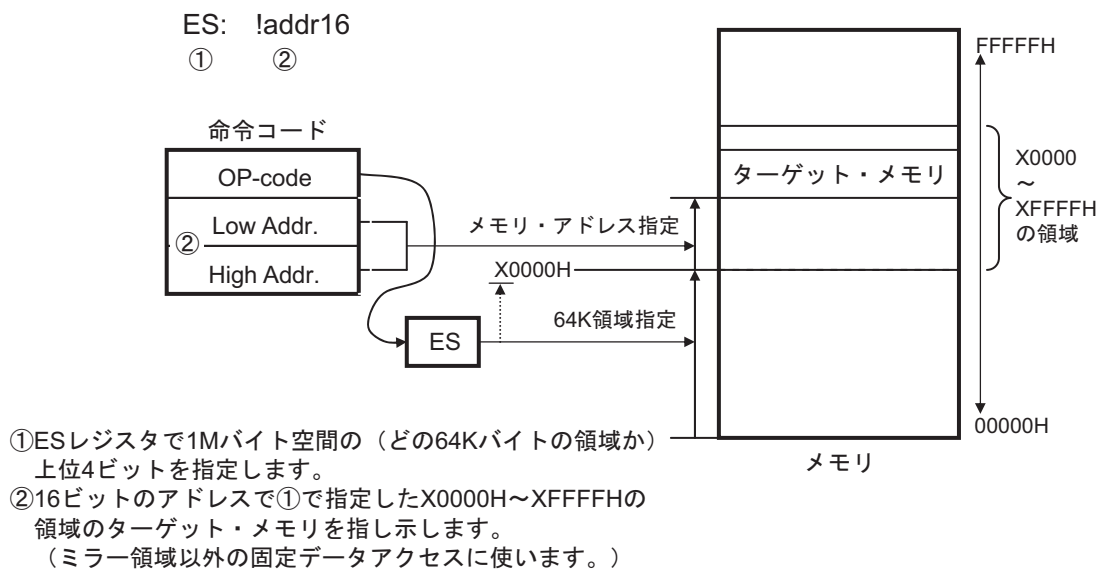 ES: !addr16
① ②
命令コード
OP-code
Low Addr.
②
High Addr.
ES
メモリ・アドレス指定
X0000H
64K領域指定
ターゲット・メモリ
FFFFFH
X0000
～
XFFFFH
の領域
00000H
メモリ
①ESレジスタで1Mバイト空間の（どの64Kバイトの領域か）
上位4ビットを指定します。
②16ビットのアドレスで①で指定したX0000H～XFFFFHの
領域のターゲット・メモリを指し示します。
（ミラー領域以外の固定データアクセスに使います。）